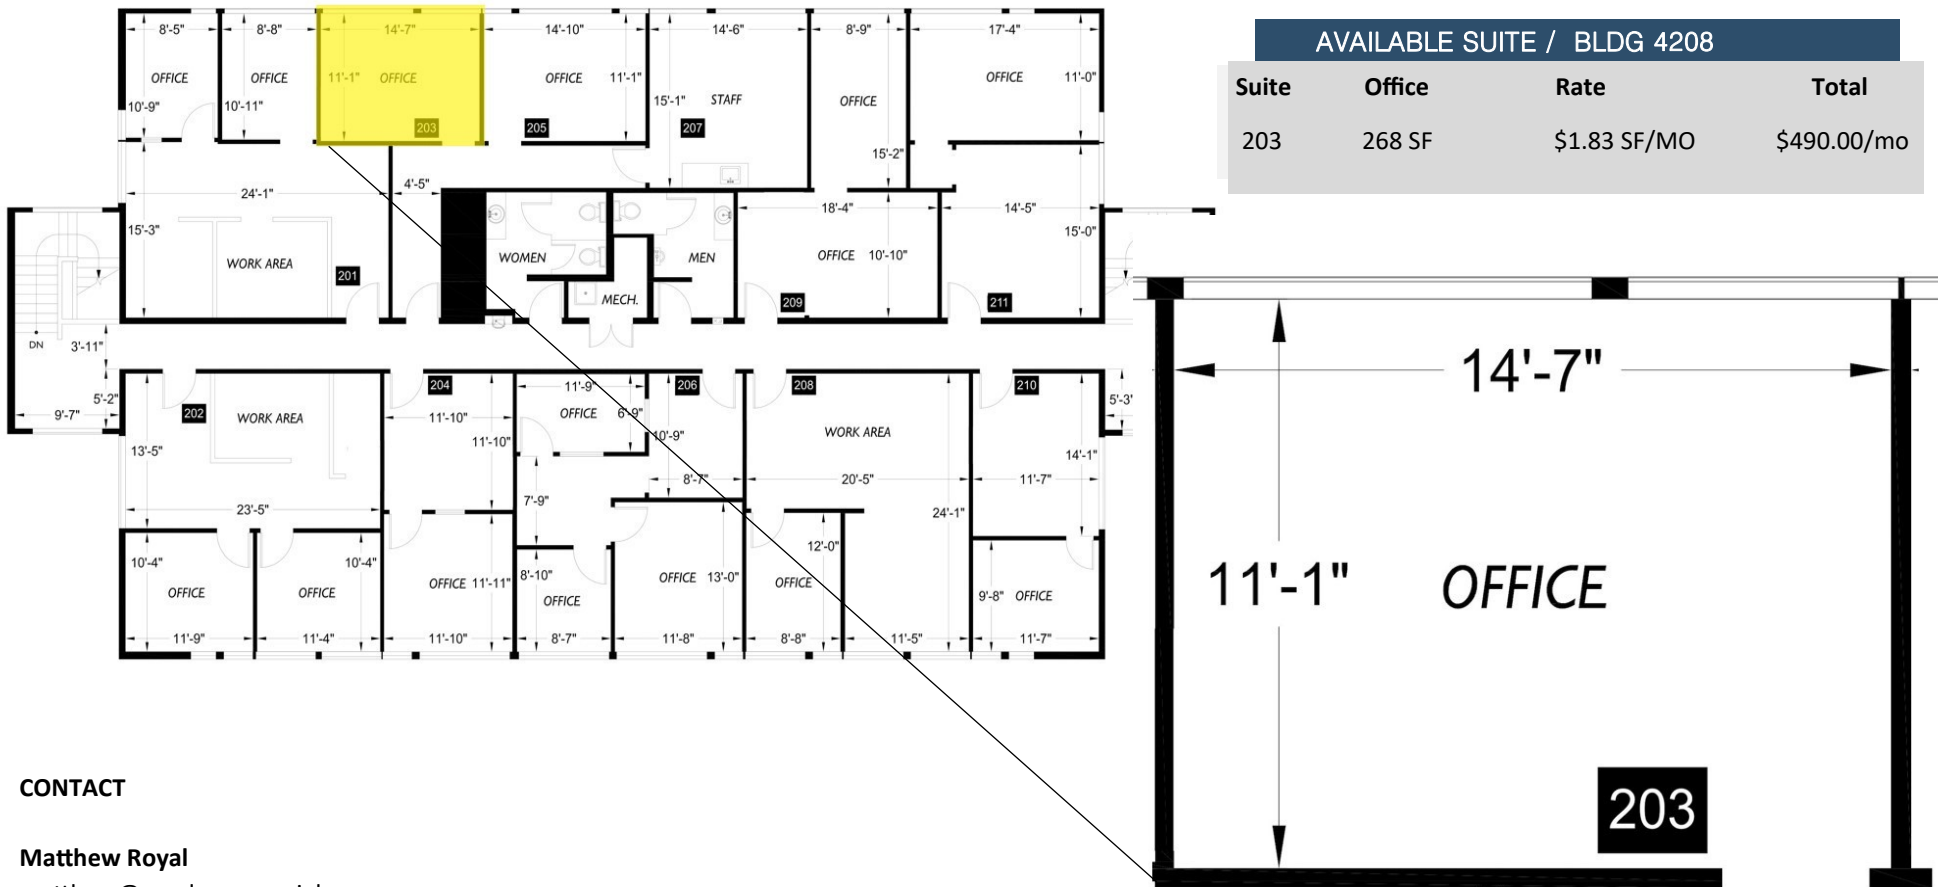 AVAILABLE SUITE / BLDG 4208
Suite Office Rate Total
203 268 SF $1.83 SF/MO $490.00/mo
8'-5" 8'-8" 14'-7" 14'-10" 14'-6" 8'-9" 17'-4"
OFFICE OFFICE 11'-1" OFFICE OFFICE 11'-1" OFFICE 11'-0"
10'-9" 10'-11" 15'-1" STAFF OFFICE
203 205 207
15'-2"
24'-1" 4'-5"
18'-4" 14'-5"
15'-3" 15'-0"
WORK AREA WOMEN MEN OFFICE 10'-10"
201
MECH. 209 211
DN 3'-11"
204 11'-9" 206 208 210
5'-2" 5'-3"
9'-7" 202 WORK AREA 11'-10" OFFICE 6'-9"
11'-10" 10'-9" WORK AREA
13'-5" 14'-1"
8'-7" 20'-5" 11'-7"
7'-9"
23'-5" 24'-1"
12'-0"
10'-4" 10'-4"
OFFICE 11'-11" 8'-10" OFFICE 13'-0" OFFICE
OFFICE OFFICE OFFICE 9'-8" OFFICE
11'-9" 11'-4" 11'-10" 8'-7" 11'-8" 8'-8" 11'-5" 11'-7"
14'-7"
11'-1" OFFICE
203
CONTACT
Matthew Royal